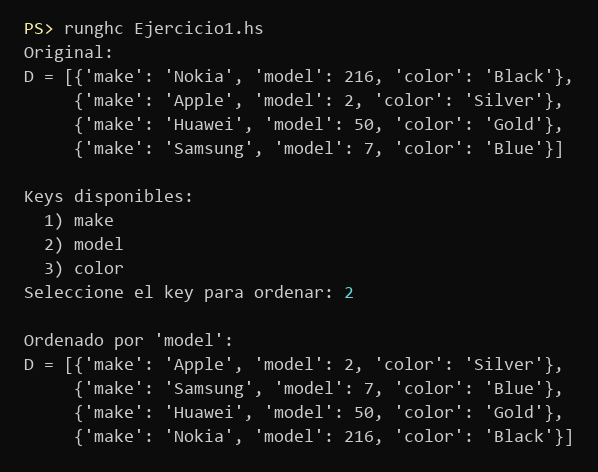 PS> runghc Ejercicio1.hs
Original:
D = [{'make': 'Nokia', 'model': 216, 'color': 'Black'},
     {'make': 'Apple', 'model': 2, 'color': 'Silver'},
     {'make': 'Huawei', 'model': 50, 'color': 'Gold'},
     {'make': 'Samsung', 'model': 7, 'color': 'Blue'}]

Keys disponibles:
  1) make
  2) model
  3) color
Seleccione el key para ordenar: 2

Ordenado por 'model':
D = [{'make': 'Apple', 'model': 2, 'color': 'Silver'},
     {'make': 'Samsung', 'model': 7, 'color': 'Blue'},
     {'make': 'Huawei', 'model': 50, 'color': 'Gold'},
     {'make': 'Nokia', 'model': 216, 'color': 'Black'}]